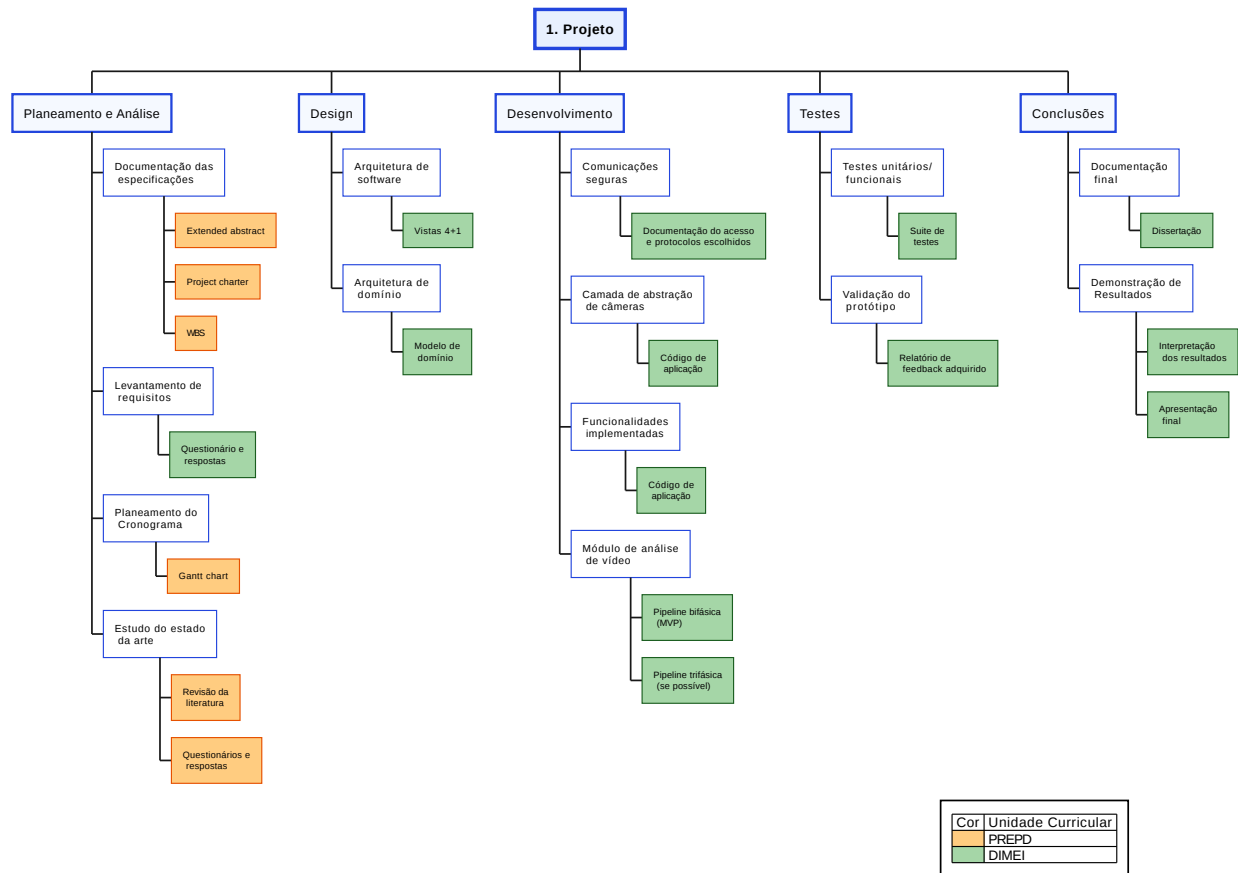 1. Projeto
Planeamento e Análise
Documentação das
especificações
Extended abstract
Project charter
WBS
Levantamento de
requisitos
Questionário e
respostas
Planeamento do
Cronograma
Gantt chart
Estudo do estado
da arte
Revisão da
literatura
Questionários e
respostas
Design
Arquitetura de
software
Vistas 4+1
Arquitetura de
domínio
Modelo de
domínio
Desenvolvimento
Comunicações
seguras
Documentação do acesso
e protocolos escolhidos
Camada de abstração
de câmeras
Código de
aplicação
Funcionalidades
implementadas
Código de
aplicação
Módulo de análise
de vídeo
Pipeline bifásica
(MVP)
Pipeline trifásica
(se possível)
Testes
Testes unitários/
funcionais
Suite de
testes
Validação do
protótipo
Relatório de
feedback adquirido
Conclusões
Documentação
final
Dissertação
Demonstração de
Resultados
Interpretação
dos resultados
Apresentação
final
Cor Unidade Curricular
PREPD
DIMEI